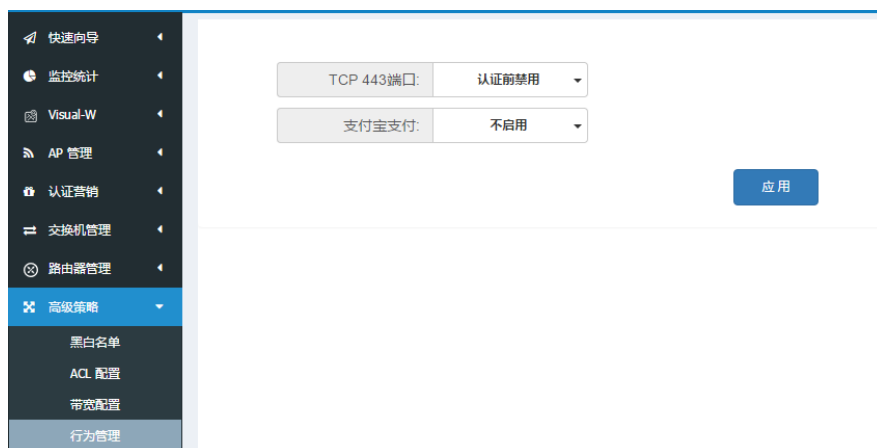 快速向导
监控统计
Visual-W
AP 管理
认证营销
交换机管理
路由器管理
高级策略
黑白名单
ACL 配置
带宽配置
行为管理
TCP 443端口: 认证前禁用
支付宝支付: 不启用
应用